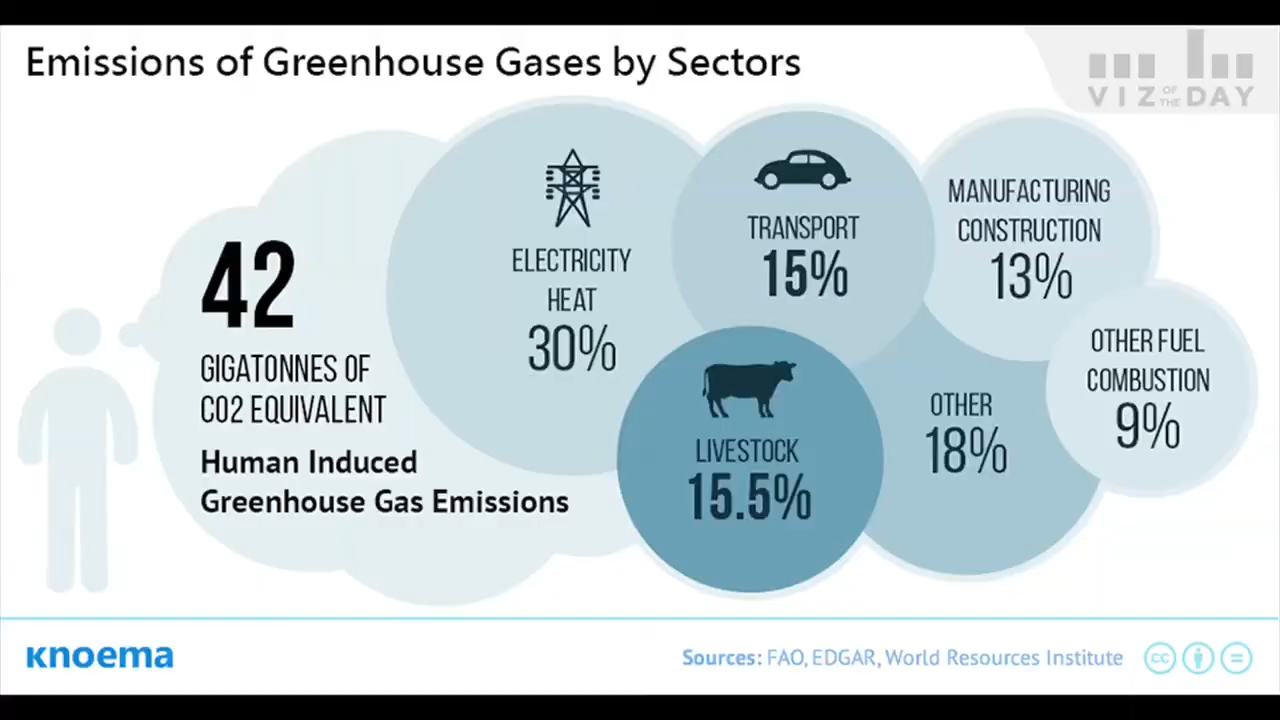 Emissions of Greenhouse Gases by Sectors
VIZ OF THE DAY
42
GIGATONNES OF
CO2 EQUIVALENT
Human Induced
Greenhouse Gas Emissions
ELECTRICITY
HEAT
30%
TRANSPORT
15%
MANUFACTURING
CONSTRUCTION
13%
LIVESTOCK
15.5%
OTHER
18%
OTHER FUEL
COMBUSTION
9%
knoema
Sources: FAO, EDGAR, World Resources Institute
cc